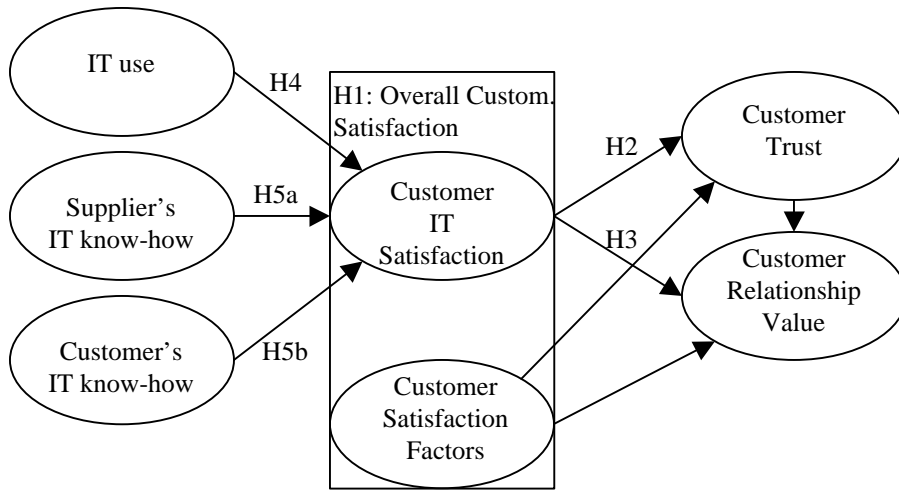 IT use
H4
Supplier’s
IT know-how
H5a
Customer’s
IT know-how
H5b
H1: Overall Custom.
Satisfaction
Customer
IT
Satisfaction
Customer
Satisfaction
Factors
H2
H3
Customer
Trust
Customer
Relationship
Value